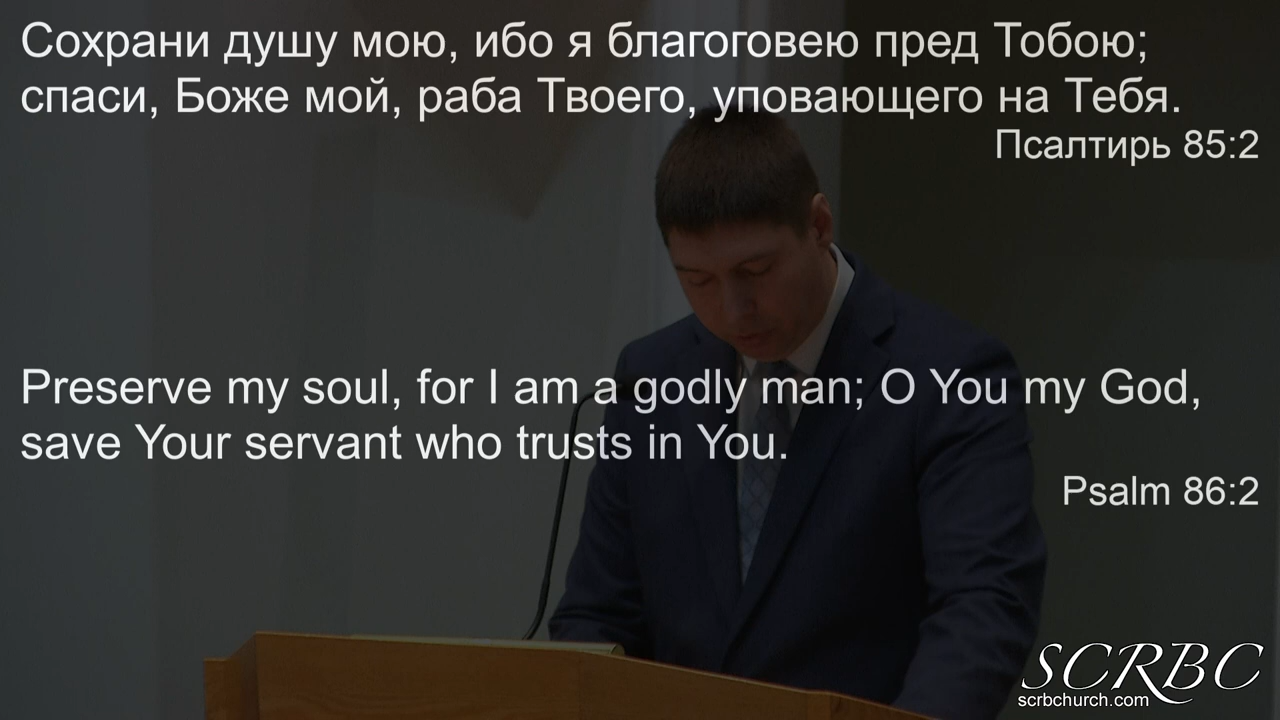 Сохрани душу мою, ибо я благоговею пред Тобою;
спаси, Боже мой, раба Твоего, уповающего на Тебя.
Псалтирь 85:2
Preserve my soul, for I am a godly man; O You my God,
save Your servant who trusts in You.
Psalm 86:2
SCRBC
scrbchurch.com